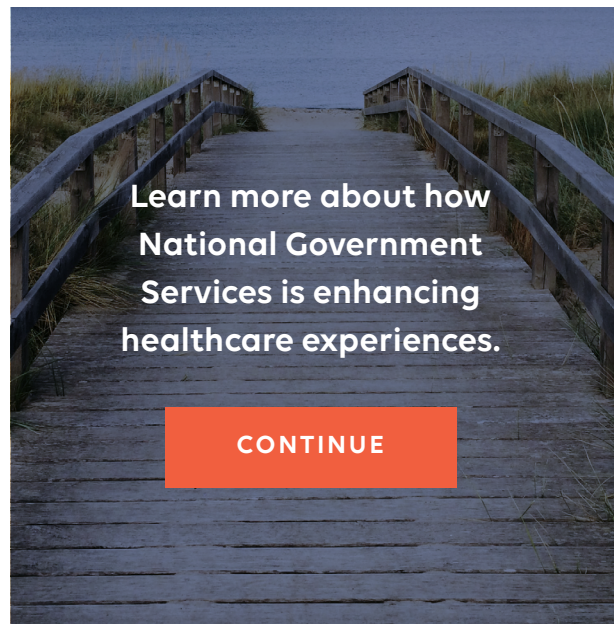 Learn more about how
National Government
Services is enhancing
healthcare experiences.
CONTINUE